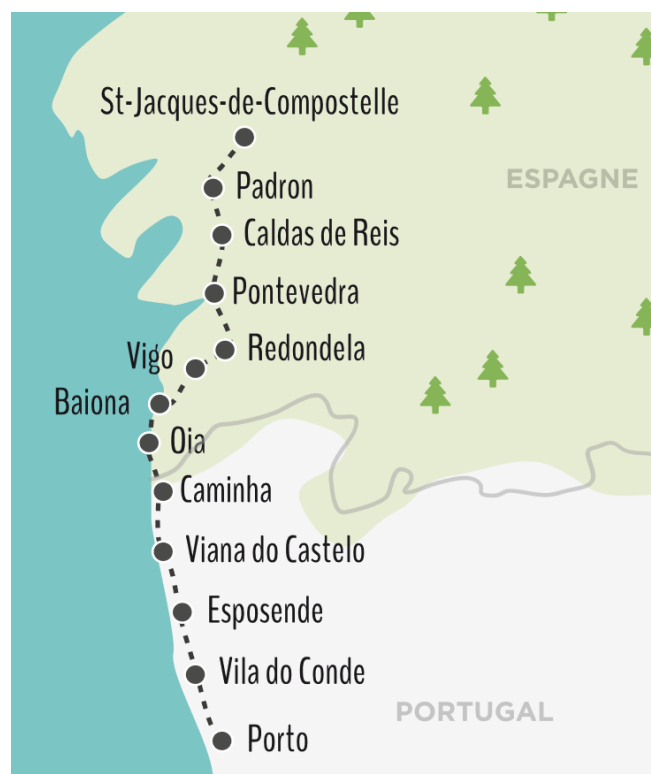 St-Jacques-de-Compostelle
ESPAGNE
Padron
Caldas de Reis
Pontevedra
Redondela
Vigo
Baiona
Oia
Caminha
Viana do Castelo
Esposende
Vila do Conde
PORTUGAL
Porto